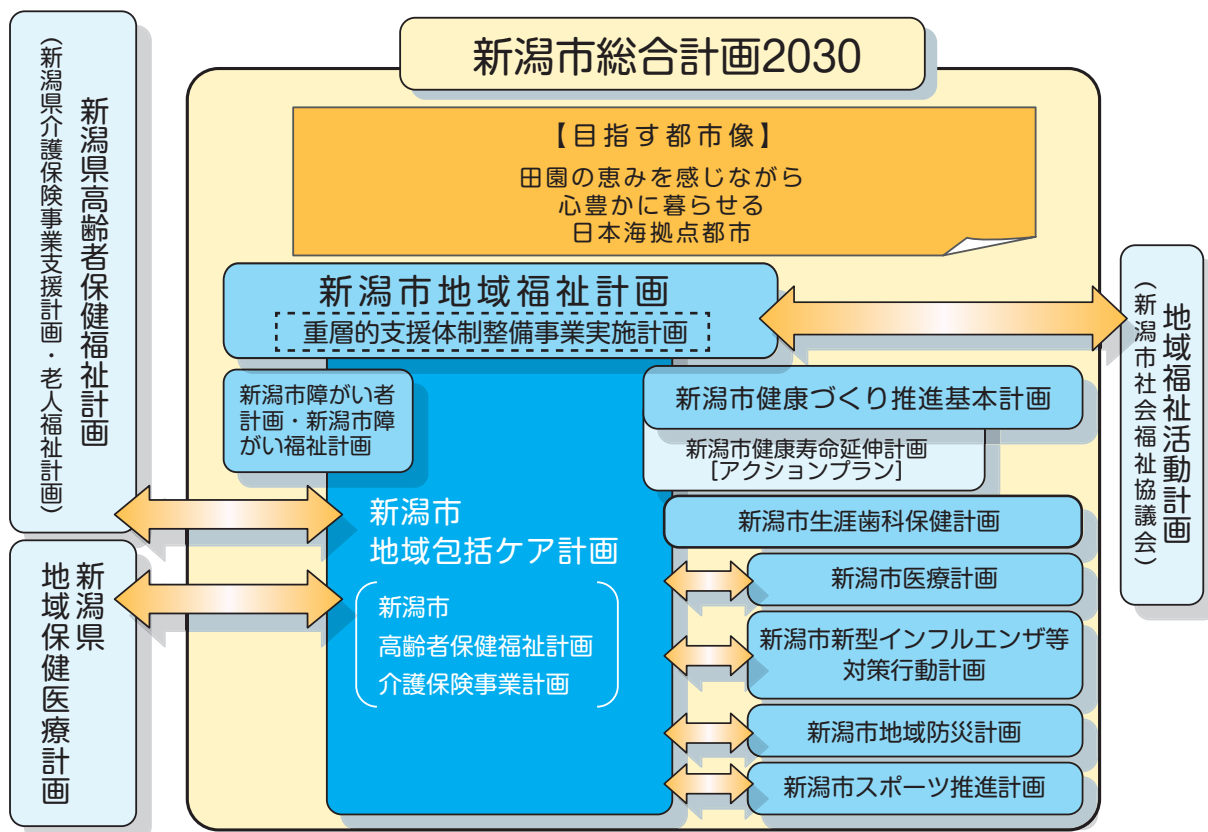 新潟市総合計画2030
【目指す都市像】
田園の恵みを感じながら
心豊かに暮らせる
日本海拠点都市
新潟県高齢者保健福祉計画
（新潟県介護保険事業支援計画・老人福祉計画）
新潟県
地域保健医療計画
新潟市地域福祉計画
重層的支援体制整備事業実施計画
新潟市障がい者
計画・新潟市障
がい福祉計画
新潟市
地域包括ケア計画
新潟市
高齢者保健福祉計画
介護保険事業計画
新潟市健康づくり推進基本計画
新潟市健康寿命延伸計画
[アクションプラン]
新潟市生涯歯科保健計画
新潟市医療計画
新潟市新型インフルエンザ等
対策行動計画
新潟市地域防災計画
新潟市スポーツ推進計画
地域福祉活動計画
（新潟市社会福祉協議会）